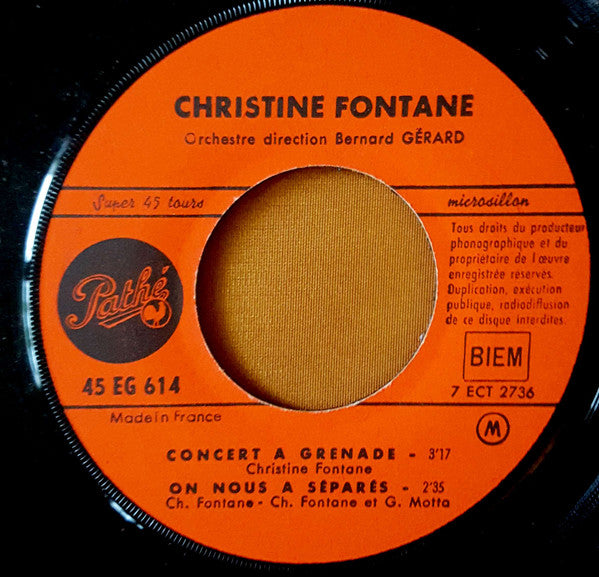 CHRISTINE FONTANE
Orchestre direction Bernard GÉRARD
Super 45 tours
microsillon
Tous droits du producteur
phonographique et du
propriétaire de l'œuvre
enregistrée réservés.
Duplication, exécution
publique, radiodiffusion
de ce disque interdites.
Pathé
BIEM
45 EG 614
7 ECT 2736
Made in France
M
CONCERT A GRENADE - 3'17
Christine Fontane
ON NOUS A SÉPARÉS - 2'35
Ch. Fontane - Ch. Fontane et G. Motta